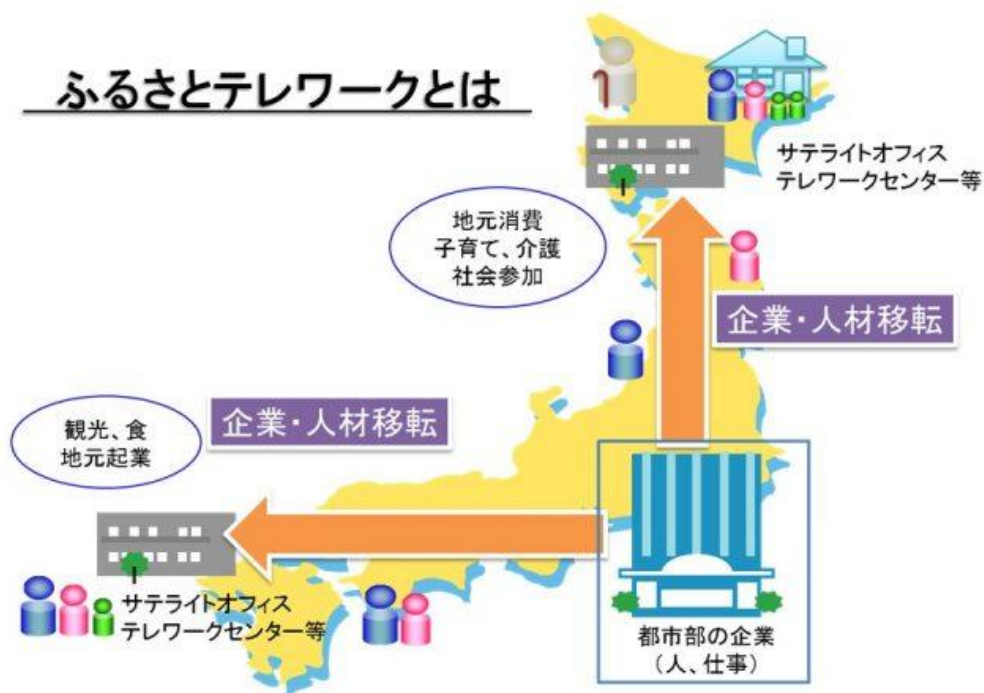 ふるさとテレワークとは
サテライトオフィス
テレワークセンター等
地元消費
子育て、介護
社会参加
企業・人材移転
企業・人材移転
観光、食
地元起業
サテライトオフィス
テレワークセンター等
都市部の企業
（人、仕事）